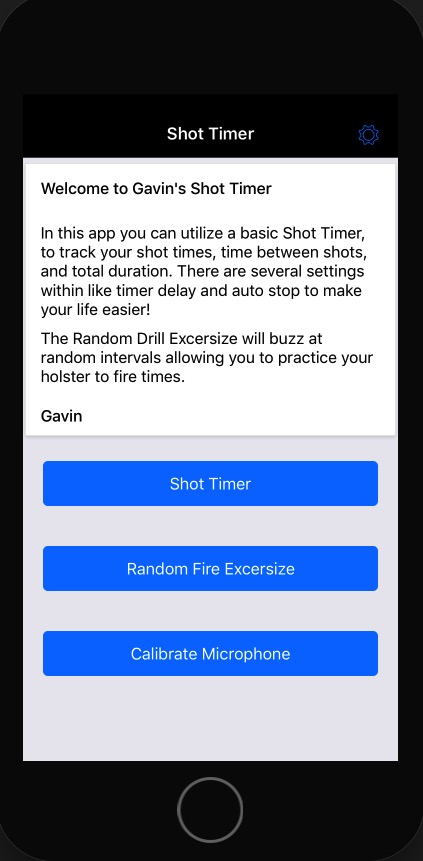 Shot Timer
Welcome to Gavin's Shot Timer
In this app you can utilize a basic Shot Timer,
to track your shot times, time between shots,
and total duration. There are several settings
within like timer delay and auto stop to make
your life easier!
The Random Drill Excersize will buzz at
random intervals allowing you to practice your
holster to fire times.
Gavin
Shot Timer
Random Fire Excersize
Calibrate Microphone